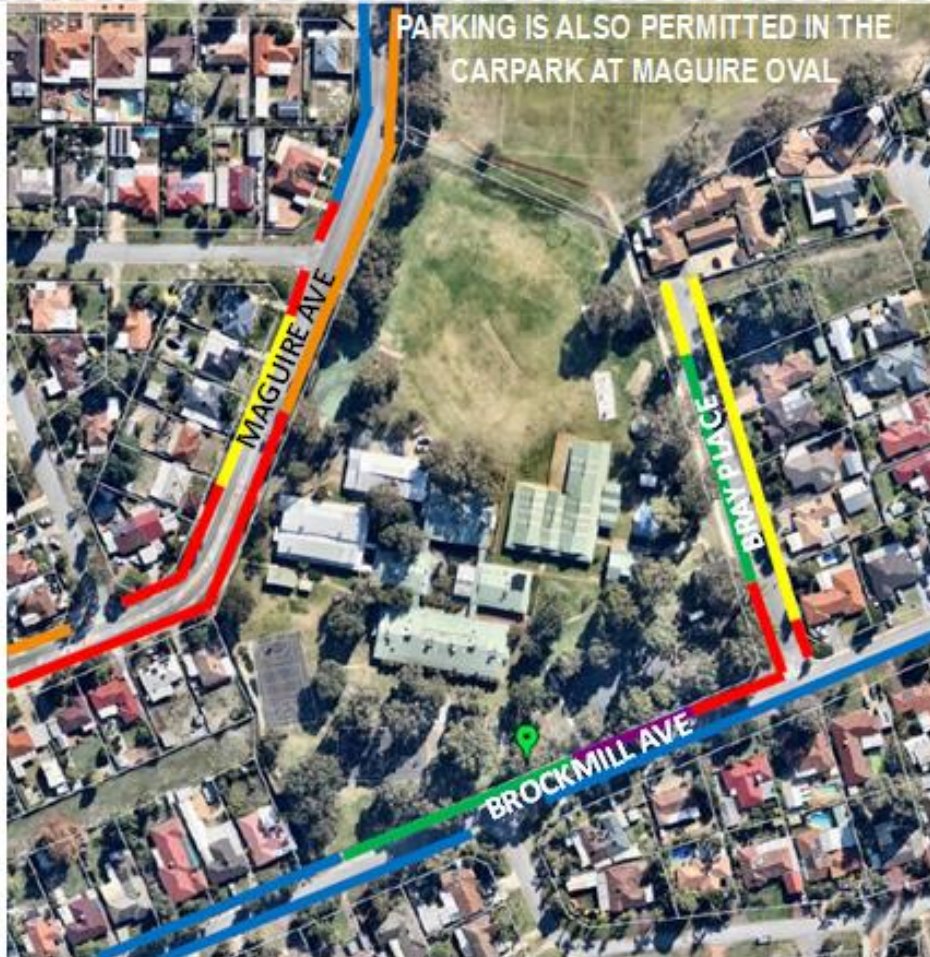 PARKING IS ALSO PERMITTED IN THE
CARPARK AT MAGUIRE OVAL
MAGUIRE AVE
BRAY PLACE
BROCKMILL AVE